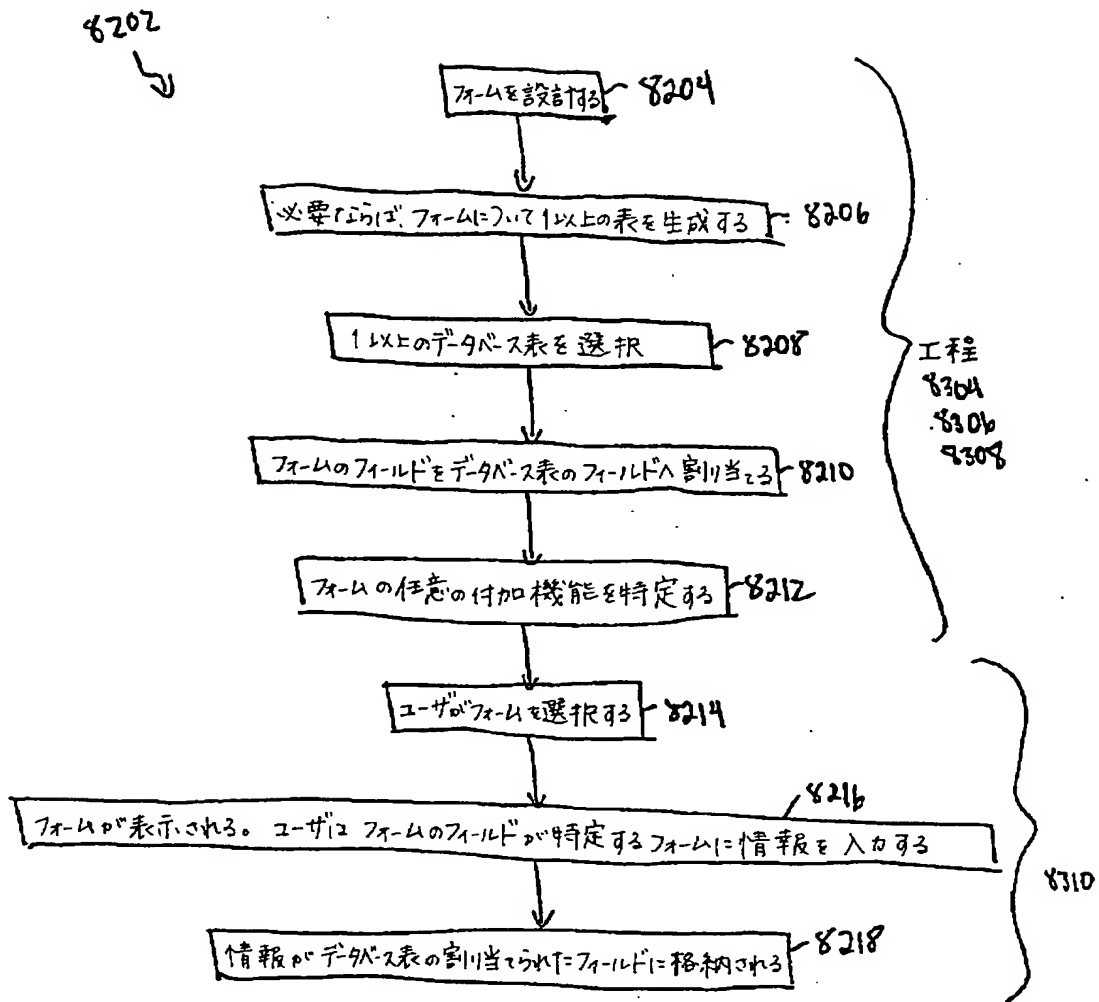 8202
フォームを設計する 8204
必要ならば、フォームについて1以上の表を生成する 8206
1以上のデータベース表を選択 8208
工程
8304
8306
8308
フォームのフィールドをデータベース表のフィールドへ割り当てる 8210
フォームの任意の付加機能を特定する 8212
ユーザがフォームを選択する 8214
8216
フォームが表示される。ユーザは フォームのフィールドが特定するフォームに情報を入力する
8310
情報がデータベース表の割り当てられたフィールドに格納される 8218